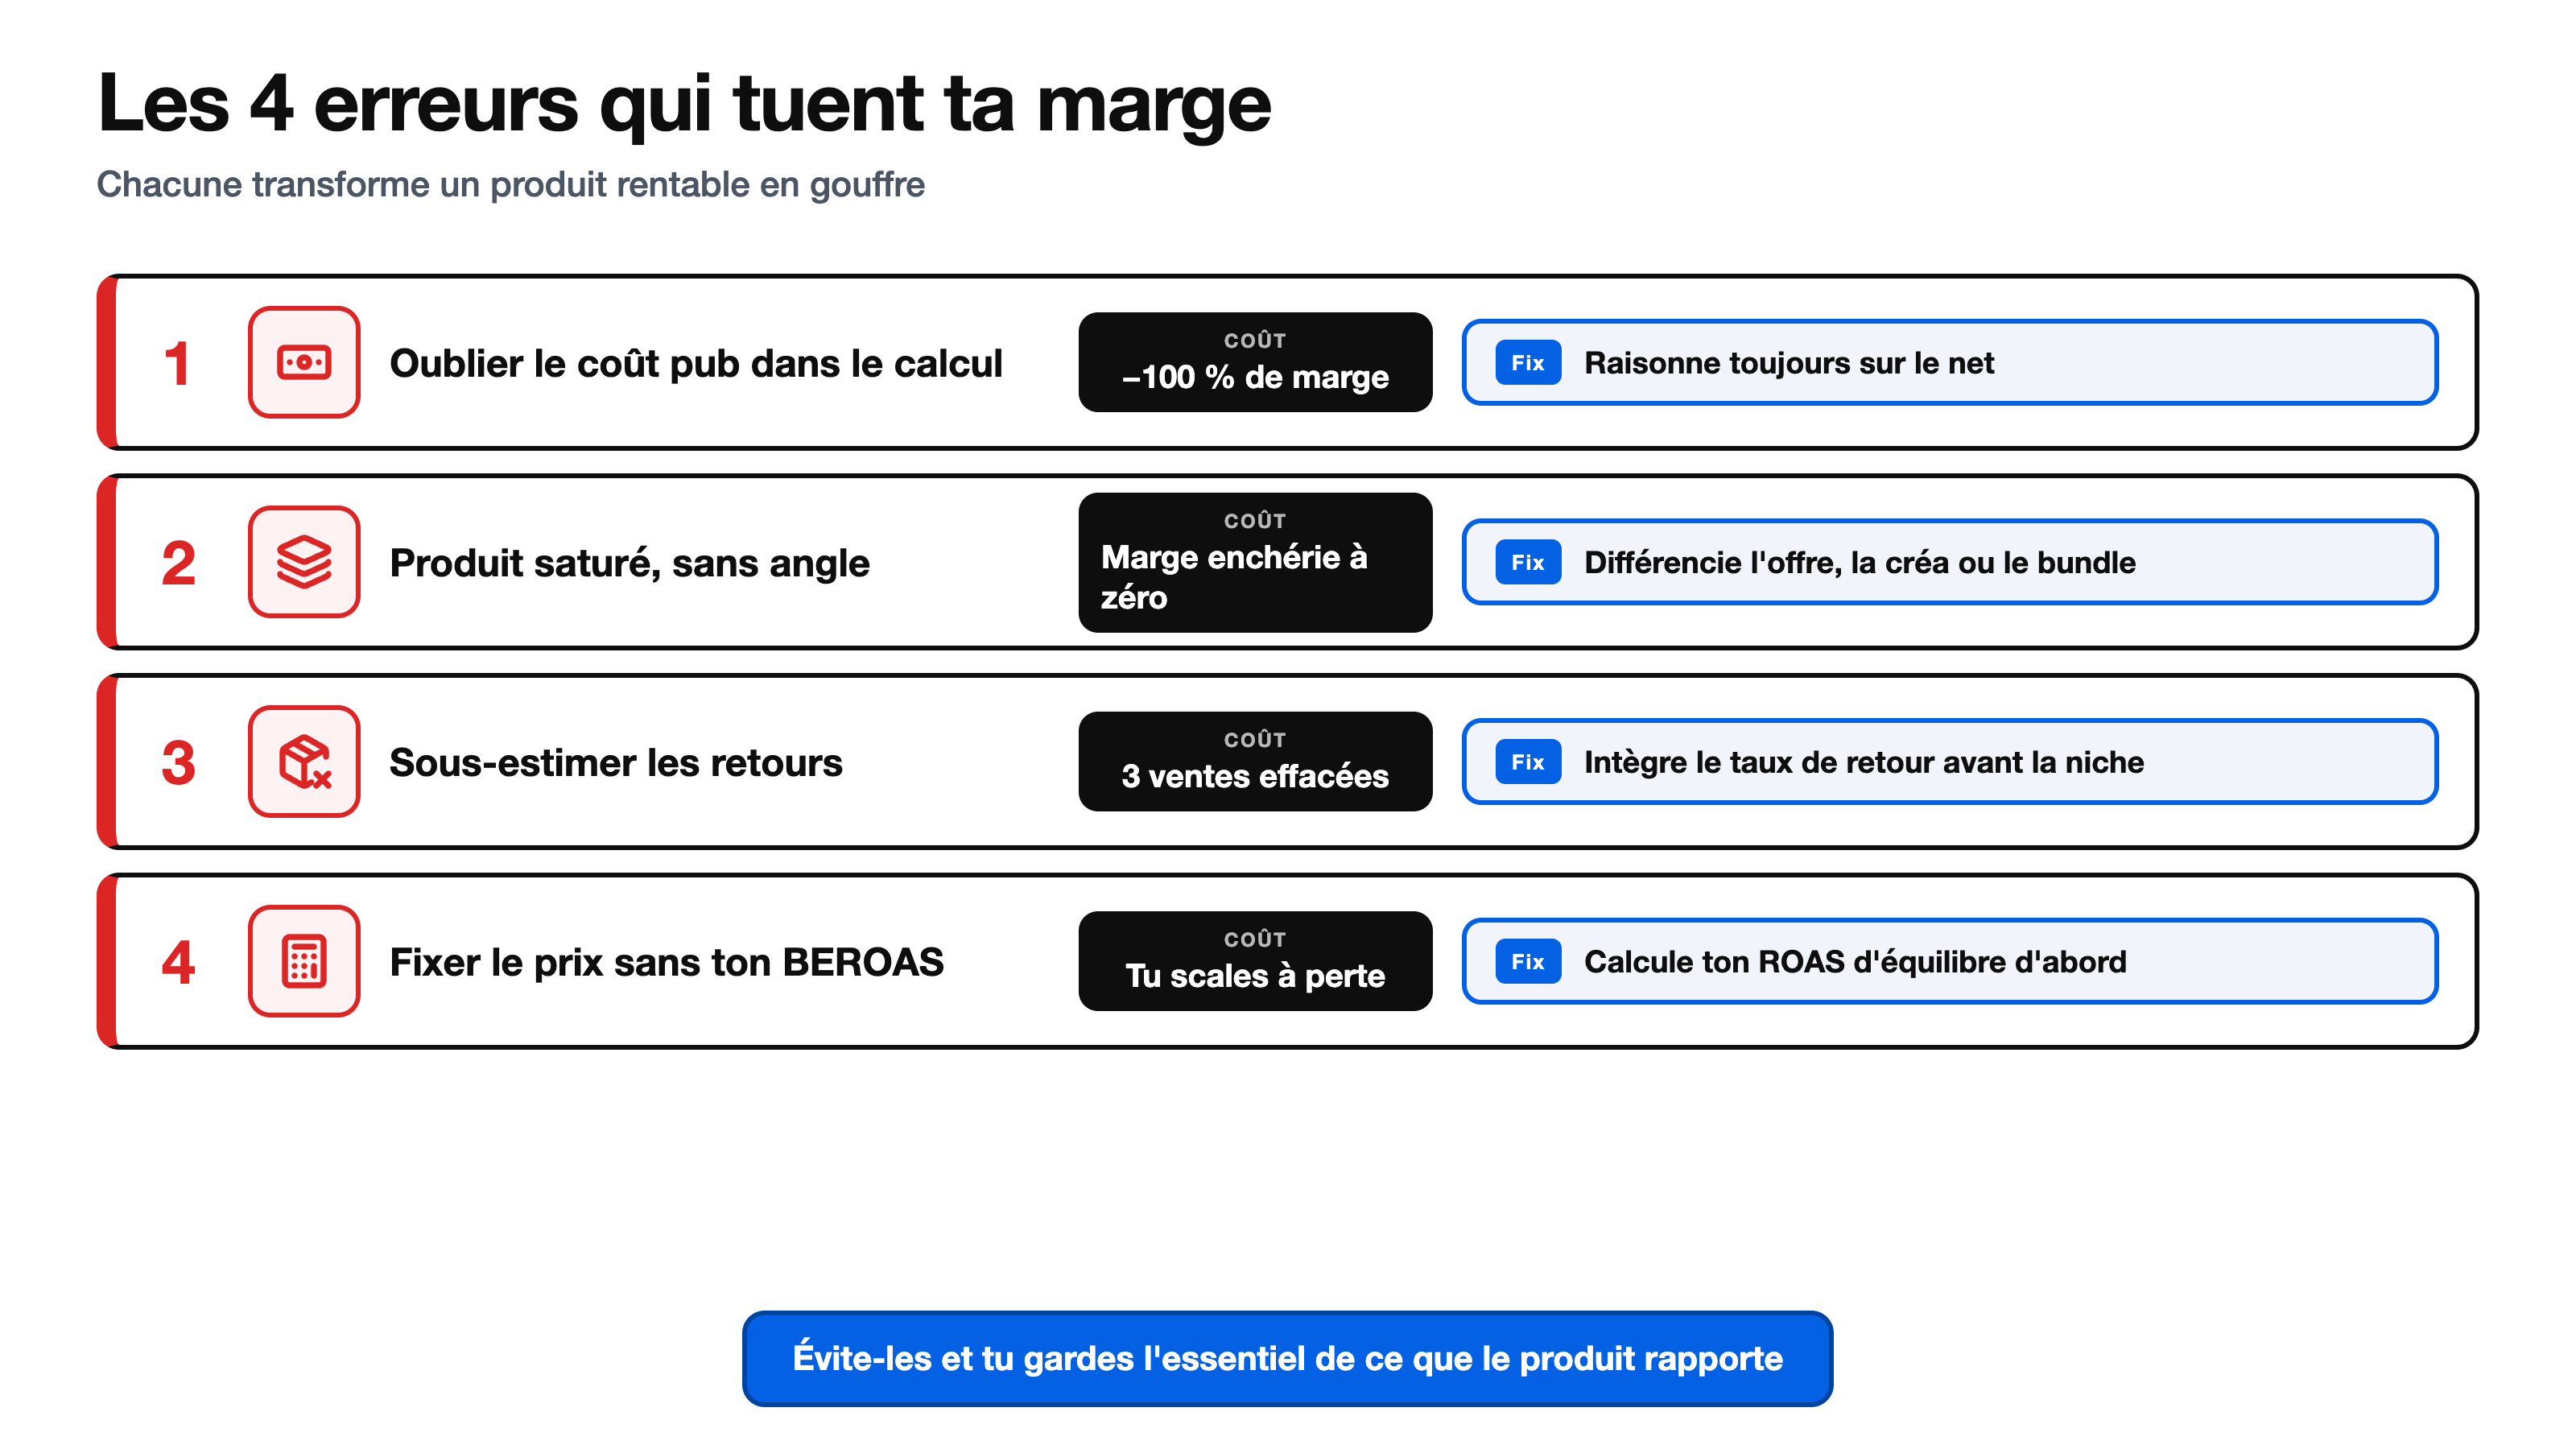 Les 4 erreurs qui tuent ta marge
Chacune transforme un produit rentable en gouffre
1
Oublier le coût pub dans le calcul
COÛT
–100 % de marge
Fix
Raisonne toujours sur le net
2
Produit saturé, sans angle
COÛT
Marge enchérie à
zéro
Fix
Différencie l'offre, la créa ou le bundle
3
Sous-estimer les retours
COÛT
3 ventes effacées
Fix
Intègre le taux de retour avant la niche
4
Fixer le prix sans ton BEROAS
COÛT
Tu scales à perte
Fix
Calcule ton ROAS d'équilibre d'abord
Évite-les et tu gardes l'essentiel de ce que le produit rapporte